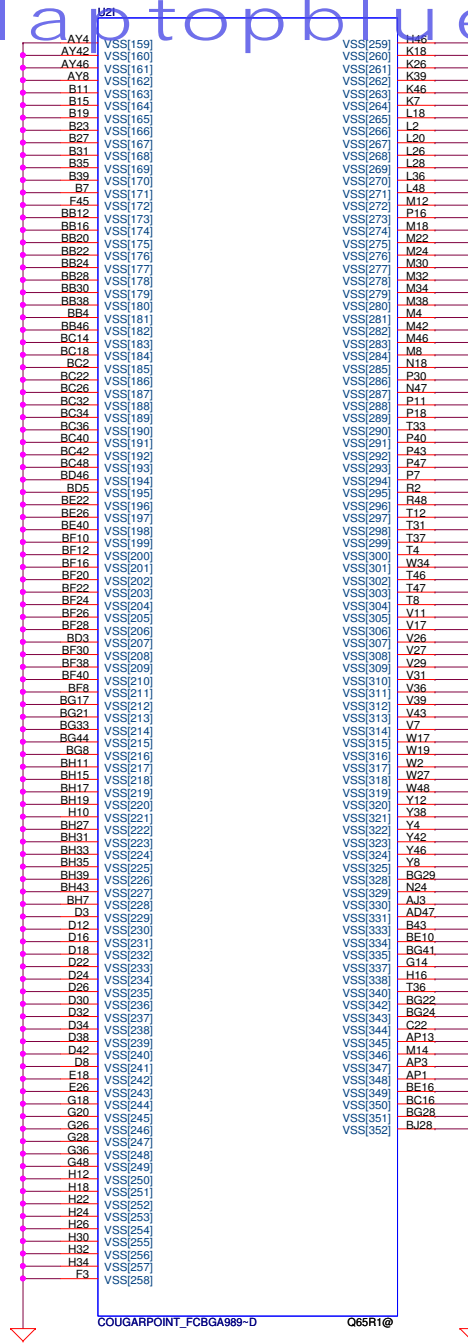 laptopblue
U2I
AY4 VSS[159] VSS[259] H46
AY42 VSS[160] VSS[260] K18
AY46 VSS[161] VSS[261] K26
AY8 VSS[162] VSS[262] K39
B11 VSS[163] VSS[263] K46
B15 VSS[164] VSS[264] K7
B19 VSS[165] VSS[265] L18
B23 VSS[166] VSS[266] L2
B27 VSS[167] VSS[267] L20
B31 VSS[168] VSS[268] L26
B35 VSS[169] VSS[269] L28
B39 VSS[170] VSS[270] L36
B7 VSS[171] VSS[271] L48
F45 VSS[172] VSS[272] M12
BB12 VSS[173] VSS[273] P16
BB16 VSS[174] VSS[274] M18
BB20 VSS[175] VSS[275] M22
BB22 VSS[176] VSS[276] M24
BB24 VSS[177] VSS[277] M30
BB28 VSS[178] VSS[278] M32
BB30 VSS[179] VSS[279] M34
BB38 VSS[180] VSS[280] M38
BB4 VSS[181] VSS[281] M4
BB46 VSS[182] VSS[282] M42
BC14 VSS[183] VSS[283] M46
BC18 VSS[184] VSS[284] M8
BC2 VSS[185] VSS[285] N18
BC22 VSS[186] VSS[286] P30
BC26 VSS[187] VSS[287] N47
BC32 VSS[188] VSS[288] P11
BC34 VSS[189] VSS[289] P18
BC36 VSS[190] VSS[290] T33
BC40 VSS[191] VSS[291] P40
BC42 VSS[192] VSS[292] P43
BC48 VSS[193] VSS[293] P47
BD46 VSS[194] VSS[294] P7
BD5 VSS[195] VSS[295] R2
BE22 VSS[196] VSS[296] R48
BE26 VSS[197] VSS[297] T12
BE40 VSS[198] VSS[298] T31
BF10 VSS[199] VSS[299] T37
BF12 VSS[200] VSS[300] T4
BF16 VSS[201] VSS[301] W34
BF20 VSS[202] VSS[302] T46
BF22 VSS[203] VSS[303] T47
BF24 VSS[204] VSS[304] T8
BF26 VSS[205] VSS[305] V11
BF28 VSS[206] VSS[306] V17
BD3 VSS[207] VSS[307] V26
BF30 VSS[208] VSS[308] V27
BF38 VSS[209] VSS[309] V29
BF40 VSS[210] VSS[310] V31
BF8 VSS[211] VSS[311] V36
BG17 VSS[212] VSS[312] V39
BG21 VSS[213] VSS[313] V43
BG33 VSS[214] VSS[314] V7
BG44 VSS[215] VSS[315] W17
BG8 VSS[216] VSS[316] W19
BH11 VSS[217] VSS[317] W2
BH15 VSS[218] VSS[318] W27
BH17 VSS[219] VSS[319] W48
BH19 VSS[220] VSS[320] Y12
H10 VSS[221] VSS[321] Y38
BH27 VSS[222] VSS[322] Y4
BH31 VSS[223] VSS[323] Y42
BH33 VSS[224] VSS[324] Y46
BH35 VSS[225] VSS[325] Y8
BH39 VSS[226] VSS[328] BG29
BH43 VSS[227] VSS[329] N24
BH7 VSS[228] VSS[330] AJ3
D3 VSS[229] VSS[331] AD47
D12 VSS[230] VSS[333] B43
D16 VSS[231] VSS[334] BE10
D18 VSS[232] VSS[335] BG41
D22 VSS[233] VSS[337] G14
D24 VSS[234] VSS[338] H16
D26 VSS[235] VSS[340] T36
D30 VSS[236] VSS[342] BG22
D32 VSS[237] VSS[343] BG24
D34 VSS[238] VSS[344] C22
D38 VSS[239] VSS[345] AP13
D42 VSS[240] VSS[346] M14
D8 VSS[241] VSS[347] AP3
E18 VSS[242] VSS[348] AP1
E26 VSS[243] VSS[349] BE16
G18 VSS[244] VSS[350] BC16
G20 VSS[245] VSS[351] BG28
G26 VSS[246] VSS[352] BJ28
G28 VSS[247]
G36 VSS[248]
G48 VSS[249]
H12 VSS[250]
H18 VSS[251]
H22 VSS[252]
H24 VSS[253]
H26 VSS[254]
H30 VSS[255]
H32 VSS[256]
H34 VSS[257]
F3 VSS[258]
COUGARPOINT_FCBGA989~D Q65R1@